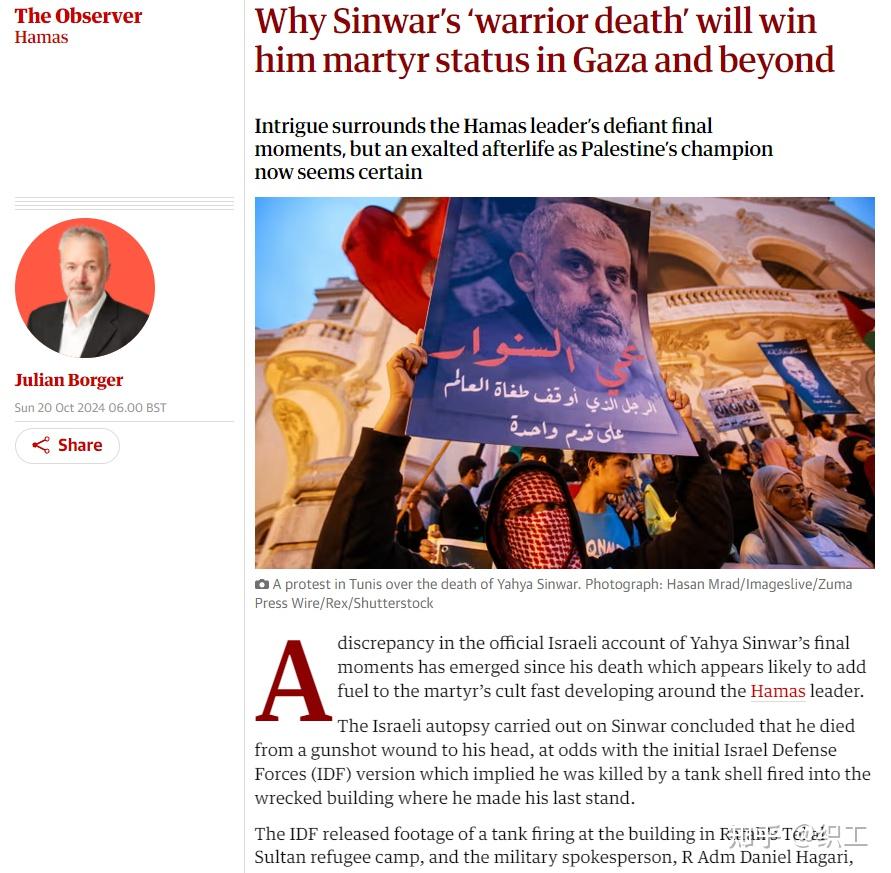 The Observer
Hamas
Why Sinwar's 'warrior death' will win
him martyr status in Gaza and beyond
Intrigue surrounds the Hamas leader's defiant final
moments, but an exalted afterlife as Palestine's champion
now seems certain
يحيى السنوار
الرجل الذي أوقف طغاة العالم
على قدم واحدة
Julian Borger
Sun 20 Oct 2024 06.00 BST
Share
A protest in Tunis over the death of Yahya Sinwar. Photograph: Hasan Mrad/Imageslive/Zuma
Press Wire/Rex/Shutterstock
A discrepancy in the official Israeli account of Yahya Sinwar's final
moments has emerged since his death which appears likely to add
fuel to the martyr's cult fast developing around the Hamas leader.
The Israeli autopsy carried out on Sinwar concluded that he died
from a gunshot wound to his head, at odds with the initial Israel Defense
Forces (IDF) version which implied he was killed by a tank shell fired into the
wrecked building where he made his last stand.
The IDF released footage of a tank firing at the building in
Sultan refugee camp, and the military spokesperson, R Adm Daniel Hagari,
知乎 @织工